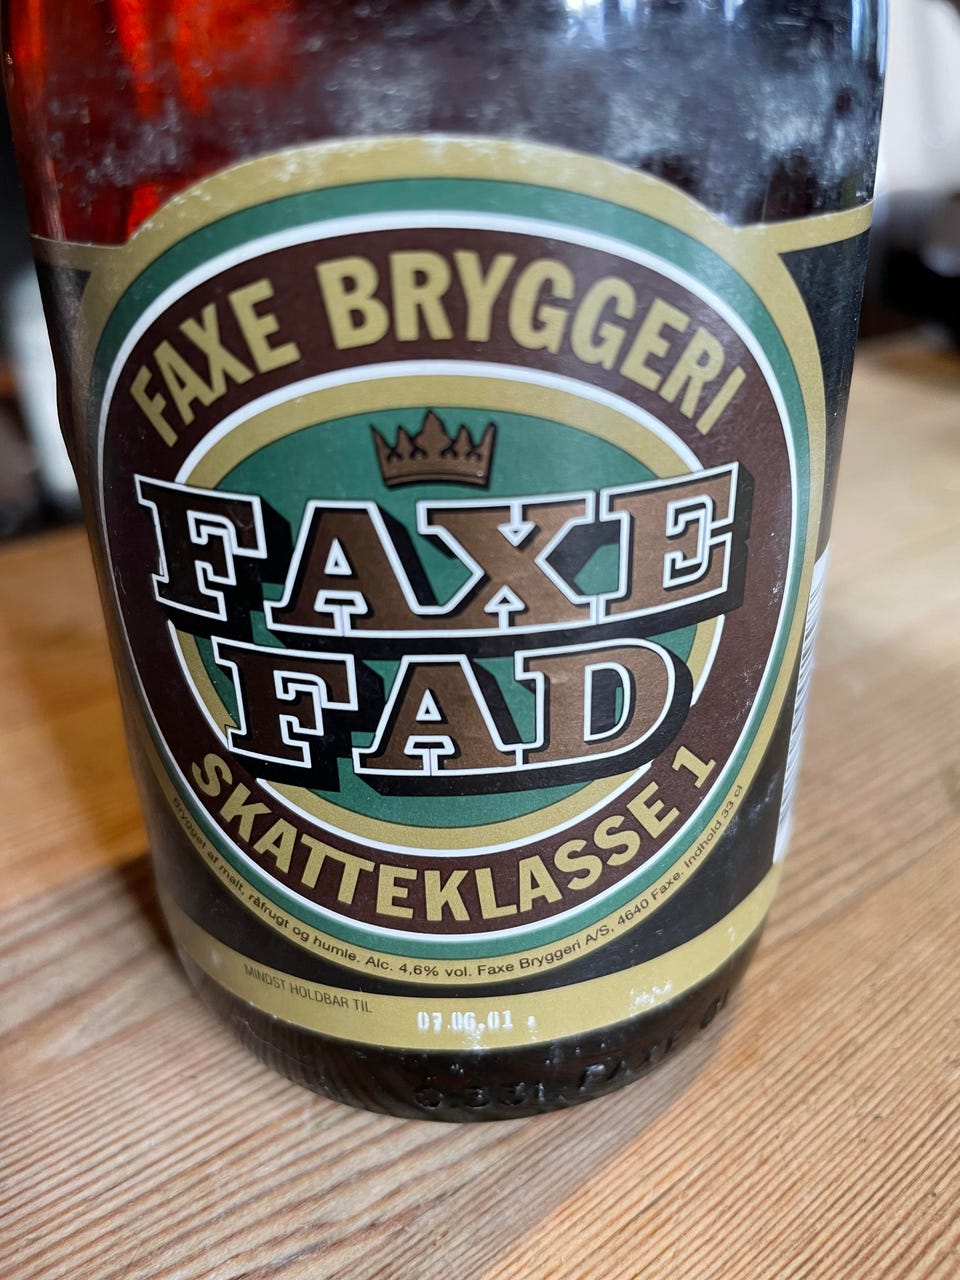 FAXE BRYGGERI
FAXE
FAD
SKATTEKLASSE 1
Brygget af malt, råfrugt og humle. Alc. 4,6% vol. Faxe Bryggeri A/S, 4640 Faxe. Indhold 33 cl
MINDST HOLDBAR TIL
07.06.01